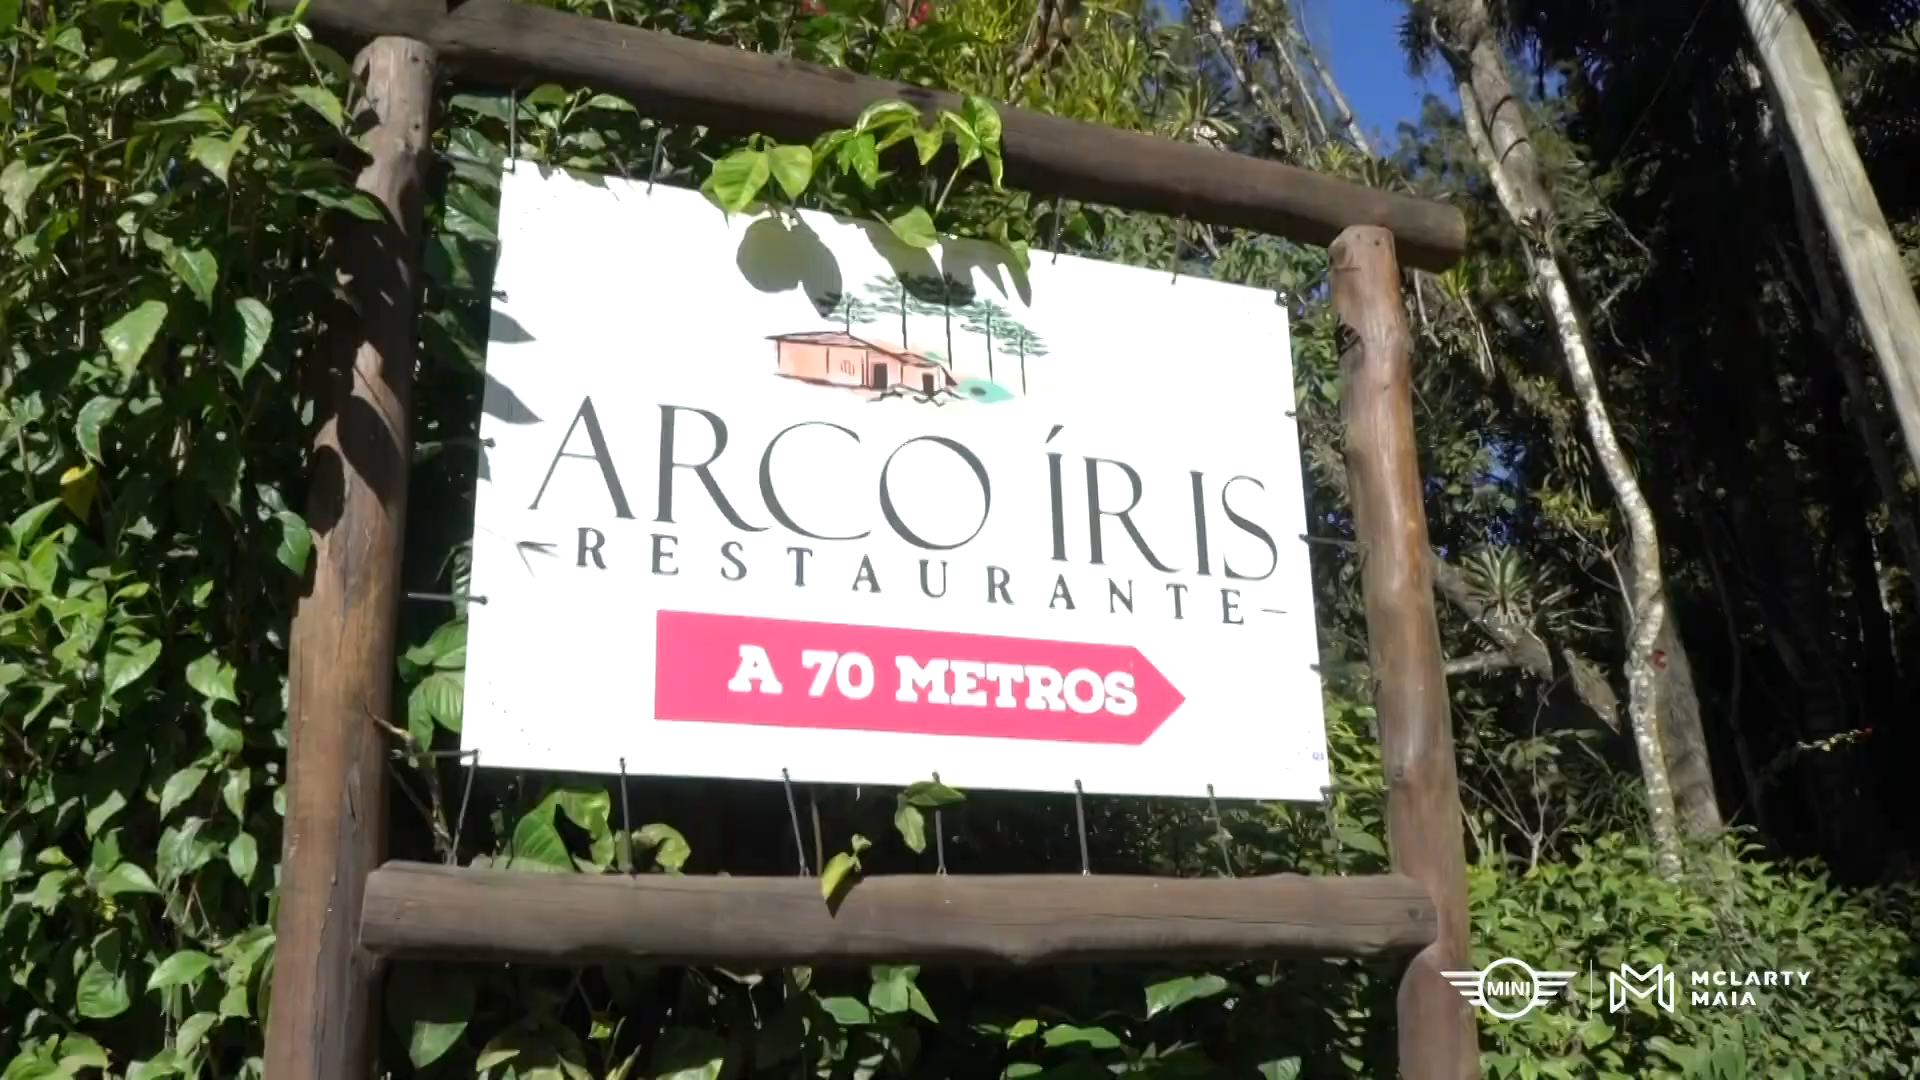 ARCO ÍRIS
RESTAURANTE
A 70 METROS
MINI
MCLARTY
MAIA